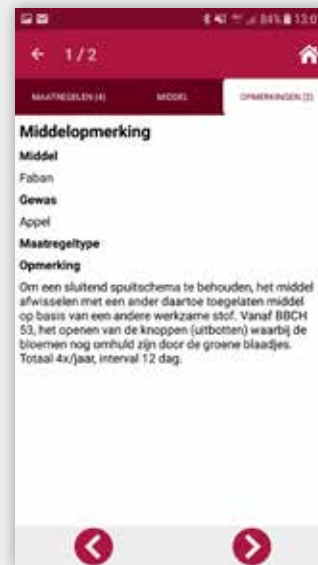 84% 13:0
1/2
MAATREGELEN (4) MIDDEL OPMERKINGEN (2)
Middelopmerking
Middel
Faban
Gewas
Appel
Maatregeltype
Opmerking
Om een sluitend spuitschema te behouden, het middel
afwisselen met een ander daartoe toegelaten middel
op basis van een andere werkzame stof. Vanaf BBCH
53, het openen van de knoppen (uitbotten) waarbij de
bloemen nog omhuld zijn door de groene blaadjes.
Totaal 4x/jaar, interval 12 dag.